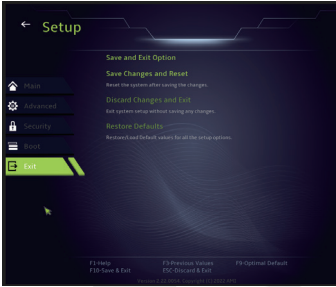 Setup
Save and Exit Option
Save Changes and Reset
Reset the system after saving the changes.
Discard Changes and Exit
Exit system setup without saving any changes.
Restore Defaults
Restore/Load Default values for all the setup options.
Main
Advanced
Security
Boot
Exit
F1-Help F3-Previous Values F9-Optimal Default
F10-Save & Exit ESC-Discard & Exit